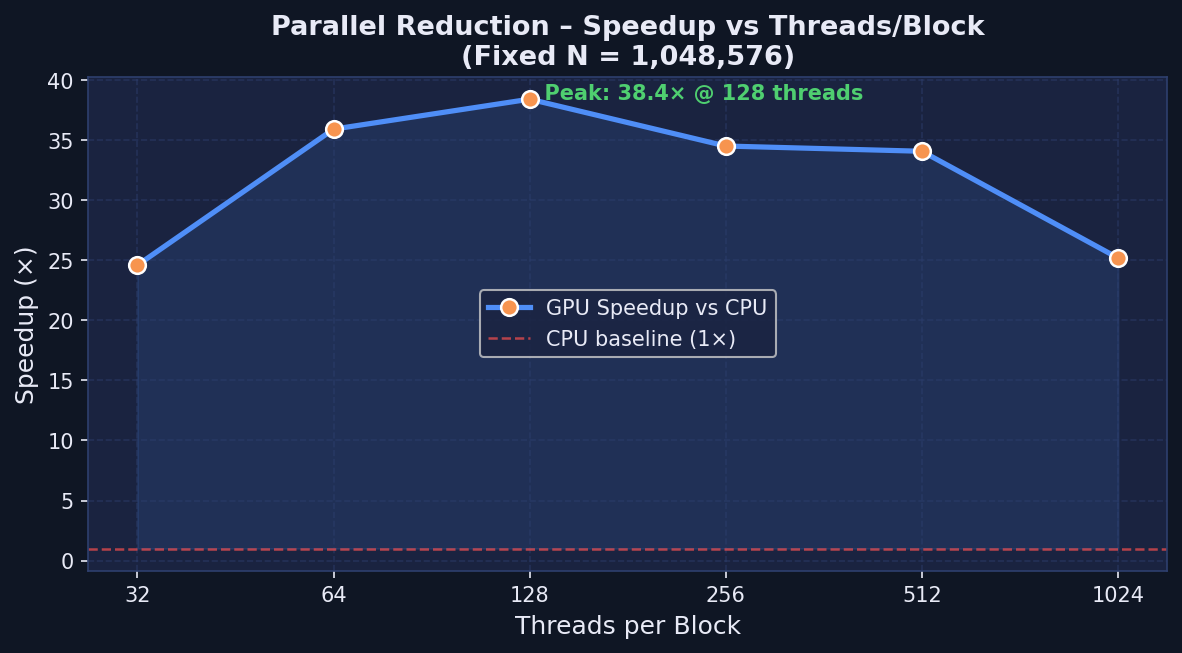 Parallel Reduction – Speedup vs Threads/Block
(Fixed N = 1,048,576)
Speedup (×)
40
35
30
25
20
15
10
5
0
Peak: 38.4× @ 128 threads
GPU Speedup vs CPU
CPU baseline (1×)
32 64 128 256 512 1024
Threads per Block